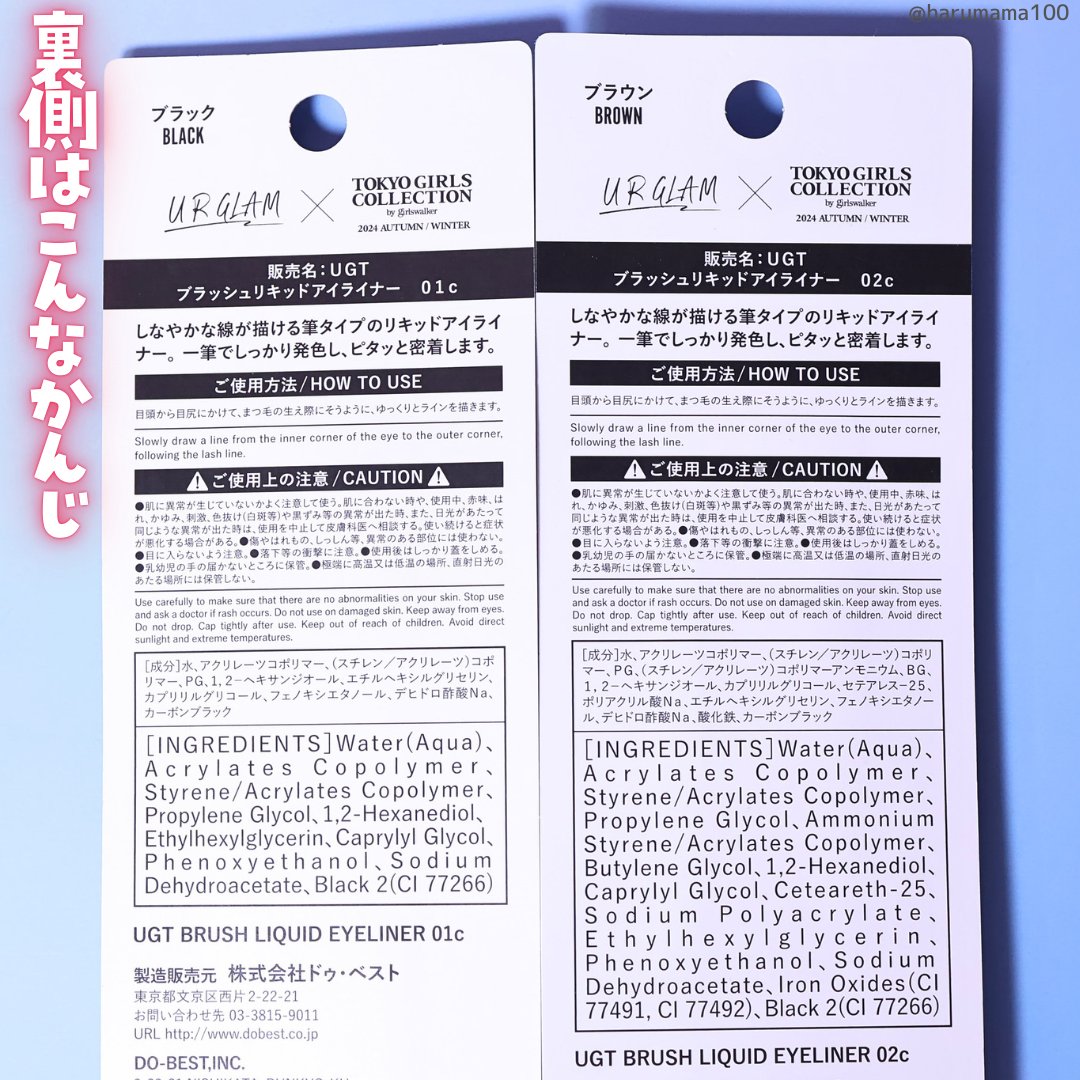 @harumama100
裏側はこんなかんじ
ブラック
BLACK
UR GLAM × TOKYO GIRLS
COLLECTION
by girlswalker
2024 AUTUMN / WINTER
販売名：UGT
ブラッシュリキッドアイライナー 01c
しなやかな線が描ける筆タイプのリキッドアイライ
ナー。一筆でしっかり発色し、ピタッと密着します。
ご使用方法/HOW TO USE
目頭から目尻にかけて、まつ毛の生え際にそうように、ゆっくりとラインを描きます。
Slowly draw a line from the inner corner of the eye to the outer corner,
following the lash line.
ご使用上の注意/CAUTION
●肌に異常が生じていないかよく注意して使う。肌に合わない時や、使用中、赤味、は
れ、かゆみ、刺激、色抜け(白斑等)や黒ずみ等の異常が出た時、また、日光があたって
同じような異常が出た時は、使用を中止して皮膚科医へ相談する。使い続けると症状
が悪化する場合がある。●傷やはれもの、しっしん等、異常のある部位には使わない。
●目に入らないよう注意。●落下等の衝撃に注意。●使用後はしっかり蓋をしめる。
●乳幼児の手の届かないところに保管。●極端に高温又は低温の場所、直射日光の
あたる場所には保管しない。
Use carefully to make sure that there are no abnormalities on your skin. Stop use
and ask a doctor if rash occurs. Do not use on damaged skin. Keep away from eyes.
Do not drop. Cap tightly after use. Keep out of reach of children. Avoid direct
sunlight and extreme temperatures.
[成分]水、アクリレーツコポリマー、(スチレン／アクリレーツ)コポ
リマー、PG、1,2－ヘキサンジオール、エチルヘキシルグリセリン、
カプリリルグリコール、フェノキシエタノール、デヒドロ酢酸Na、
カーボンブラック
[INGREDIENTS]Water(Aqua)、
Acrylates Copolymer、
Styrene/Acrylates Copolymer、
Propylene Glycol、1,2-Hexanediol、
Ethylhexylglycerin、Caprylyl Glycol、
Phenoxyethanol、Sodium
Dehydroacetate、Black 2(CI 77266)
UGT BRUSH LIQUID EYELINER 01c
製造販売元 株式会社ドゥ・ベスト
東京都文京区西片2-22-21
お問い合わせ先 03-3815-9011
URL http://www.dobest.co.jp
DO-BEST,INC.
ブラウン
BROWN
UR GLAM × TOKYO GIRLS
COLLECTION
by girlswalker
2024 AUTUMN / WINTER
販売名：UGT
ブラッシュリキッドアイライナー 02c
しなやかな線が描ける筆タイプのリキッドアイライ
ナー。一筆でしっかり発色し、ピタッと密着します。
ご使用方法/HOW TO USE
目頭から目尻にかけて、まつ毛の生え際にそうように、ゆっくりとラインを描きます。
Slowly draw a line from the inner corner of the eye to the outer corner,
following the lash line.
ご使用上の注意/CAUTION
●肌に異常が生じていないかよく注意して使う。肌に合わない時や、使用中、赤味、は
れ、かゆみ、刺激、色抜け(白斑等)や黒ずみ等の異常が出た時、また、日光があたって
同じような異常が出た時は、使用を中止して皮膚科医へ相談する。使い続けると症状
が悪化する場合がある。●傷やはれもの、しっしん等、異常のある部位には使わない。
●目に入らないよう注意。●落下等の衝撃に注意。●使用後はしっかり蓋をしめる。
●乳幼児の手の届かないところに保管。●極端に高温又は低温の場所、直射日光の
あたる場所には保管しない。
Use carefully to make sure that there are no abnormalities on your skin. Stop use
and ask a doctor if rash occurs. Do not use on damaged skin. Keep away from eyes.
Do not drop. Cap tightly after use. Keep out of reach of children. Avoid direct
sunlight and extreme temperatures.
[成分]水、アクリレーツコポリマー、(スチレン／アクリレーツ)コポリ
マー、PG、(スチレン／アクリレーツ)コポリマーアンモニウム、BG、
1,2－ヘキサンジオール、カプリリルグリコール、セテアレス－25、
ポリアクリル酸Na、エチルヘキシルグリセリン、フェノキシエタノー
ル、デヒドロ酢酸Na、酸化鉄、カーボンブラック
[INGREDIENTS]Water(Aqua)、
Acrylates Copolymer、
Styrene/Acrylates Copolymer、
Propylene Glycol、Ammonium
Styrene/Acrylates Copolymer、
Butylene Glycol、1,2-Hexanediol、
Caprylyl Glycol、Ceteareth-25、
Sodium Polyacrylate、
Ethylhexylglycerin、
Phenoxyethanol、Sodium
Dehydroacetate、Iron Oxides(CI
77491, CI 77492)、Black 2(CI 77266)
UGT BRUSH LIQUID EYELINER 02c